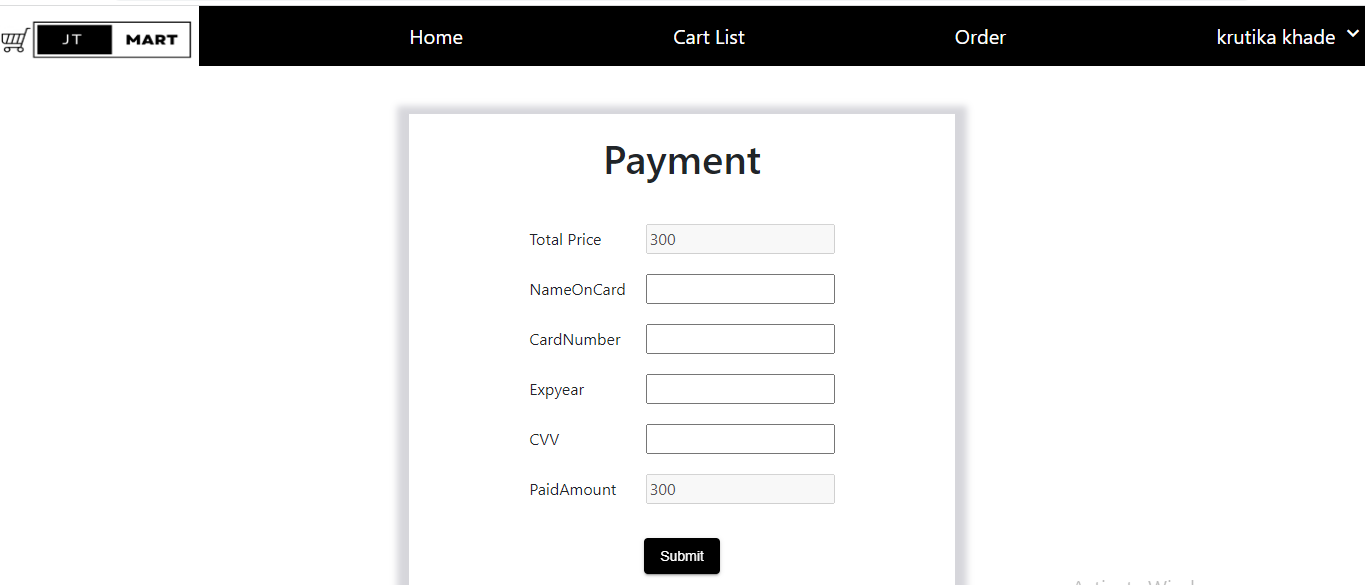 JT MART Home Cart List Order krutika khade
Payment
Total Price 300
NameOnCard
CardNumber
Expyear
CVV
PaidAmount 300
Submit